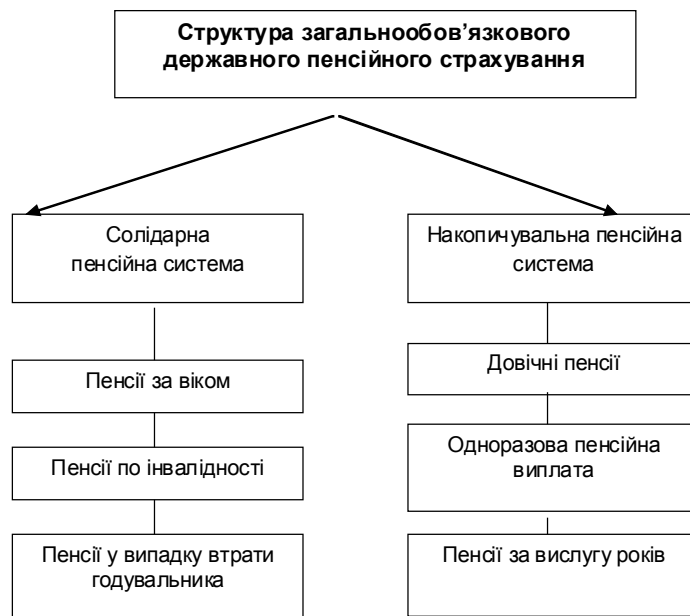 Структура загальнообов’язкового
державного пенсійного страхування
Солідарна
пенсійна система
Накопичувальна пенсійна
система
Пенсії за віком
Довічні пенсії
Пенсії по інвалідності
Одноразова пенсійна
виплата
Пенсії у випадку втрати
годувальника
Пенсії за вислугу років